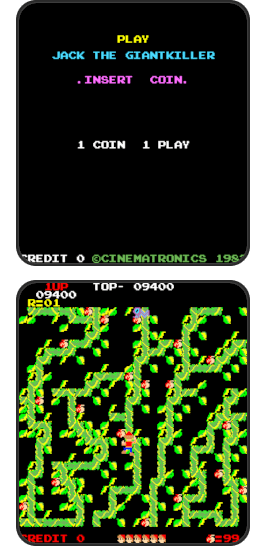 PLAY
JACK THE GIANTKILLER
.INSERT COIN.
1 COIN 1 PLAY
CREDIT 0 ©CINEMATRONICS 198
1UP TOP- 09400
09400
R=01
CREDIT 0 =99